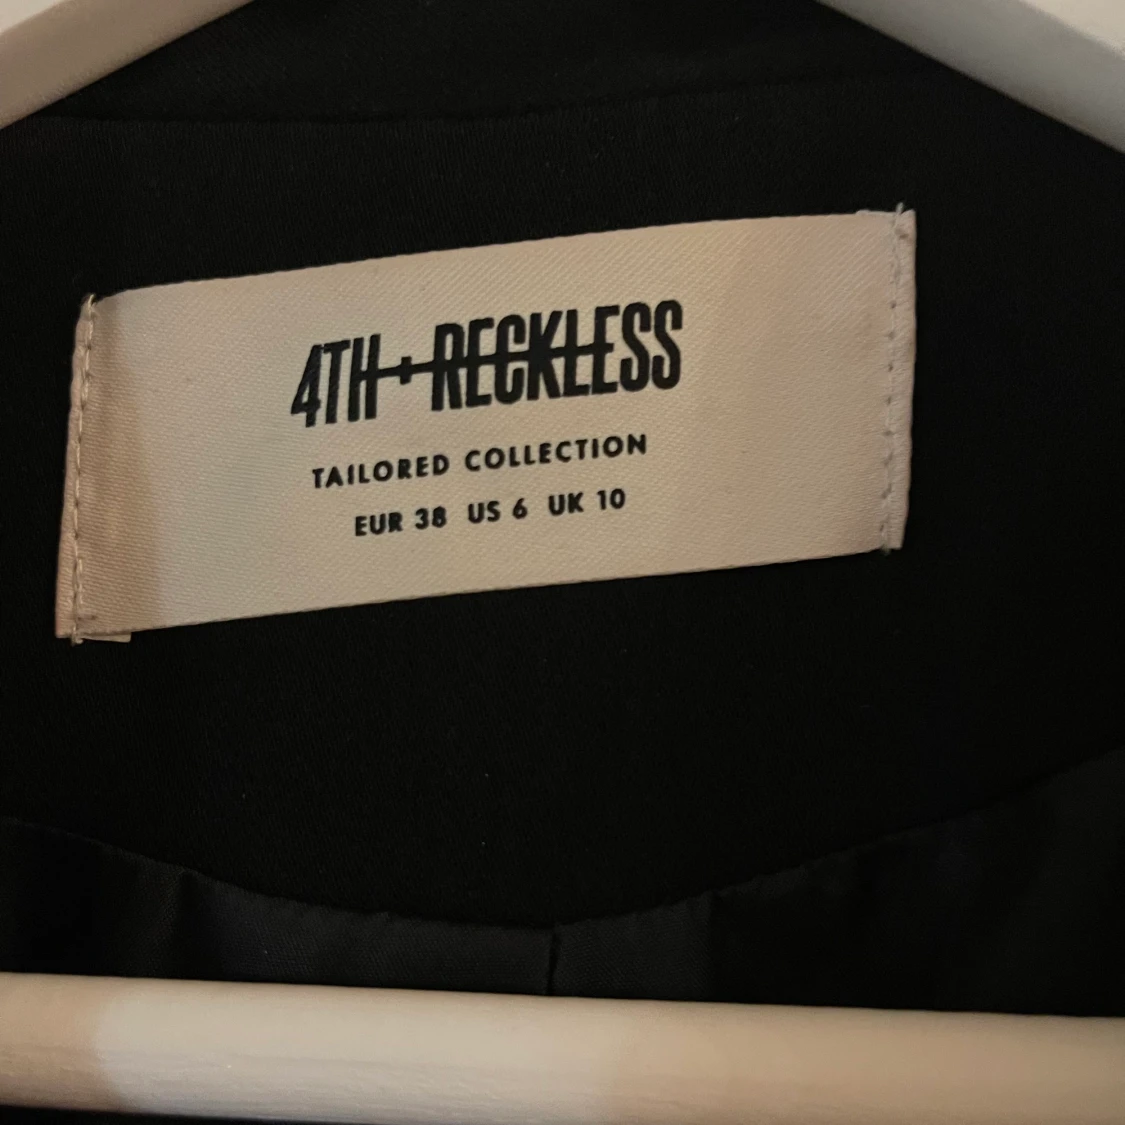 4TH+RECKLESS
TAILORED COLLECTION
EUR 38 US 6 UK 10